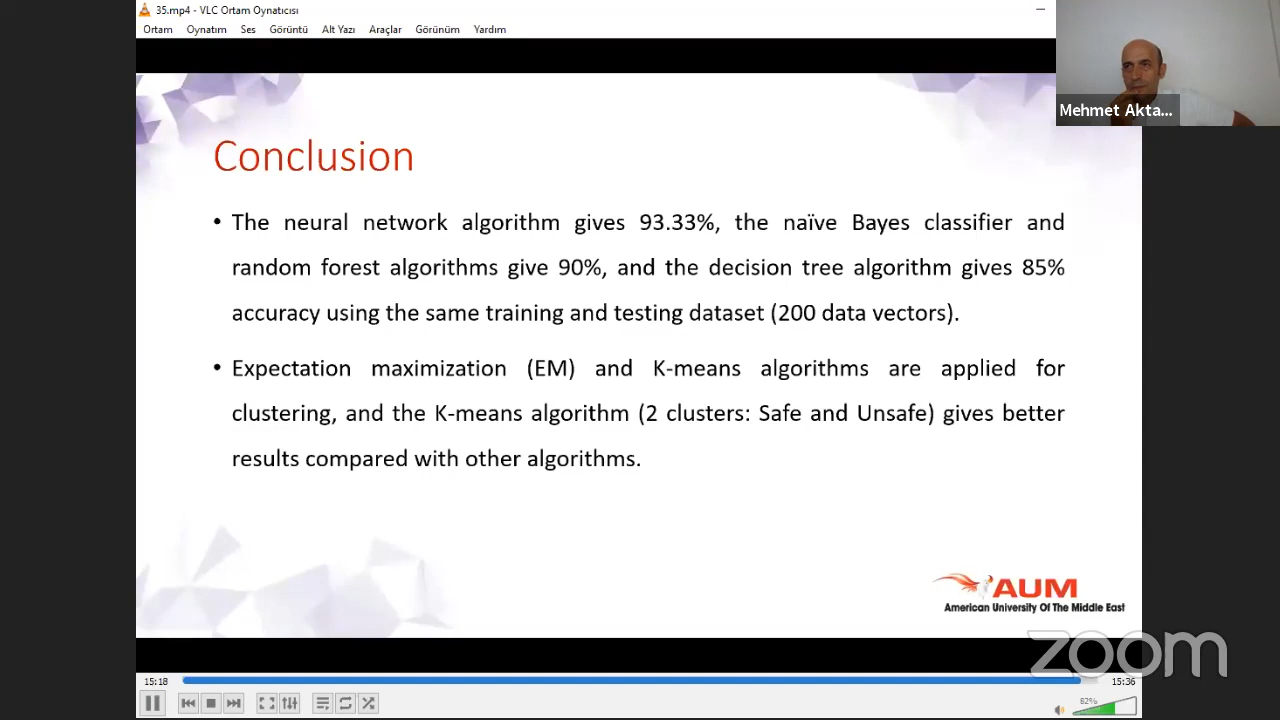 35.mp4 - VLC Ortam Oynatıcısı
Ortam Oynatım Ses Görüntü Alt Yazı Araçlar Görünüm Yardım
Mehmet Akta...
Conclusion
• The neural network algorithm gives 93.33%, the naïve Bayes classifier and
random forest algorithms give 90%, and the decision tree algorithm gives 85%
accuracy using the same training and testing dataset (200 data vectors).
• Expectation maximization (EM) and K-means algorithms are applied for
clustering, and the K-means algorithm (2 clusters: Safe and Unsafe) gives better
results compared with other algorithms.
AUM
American University Of The Middle East
zoom
15:18 15:36
82%